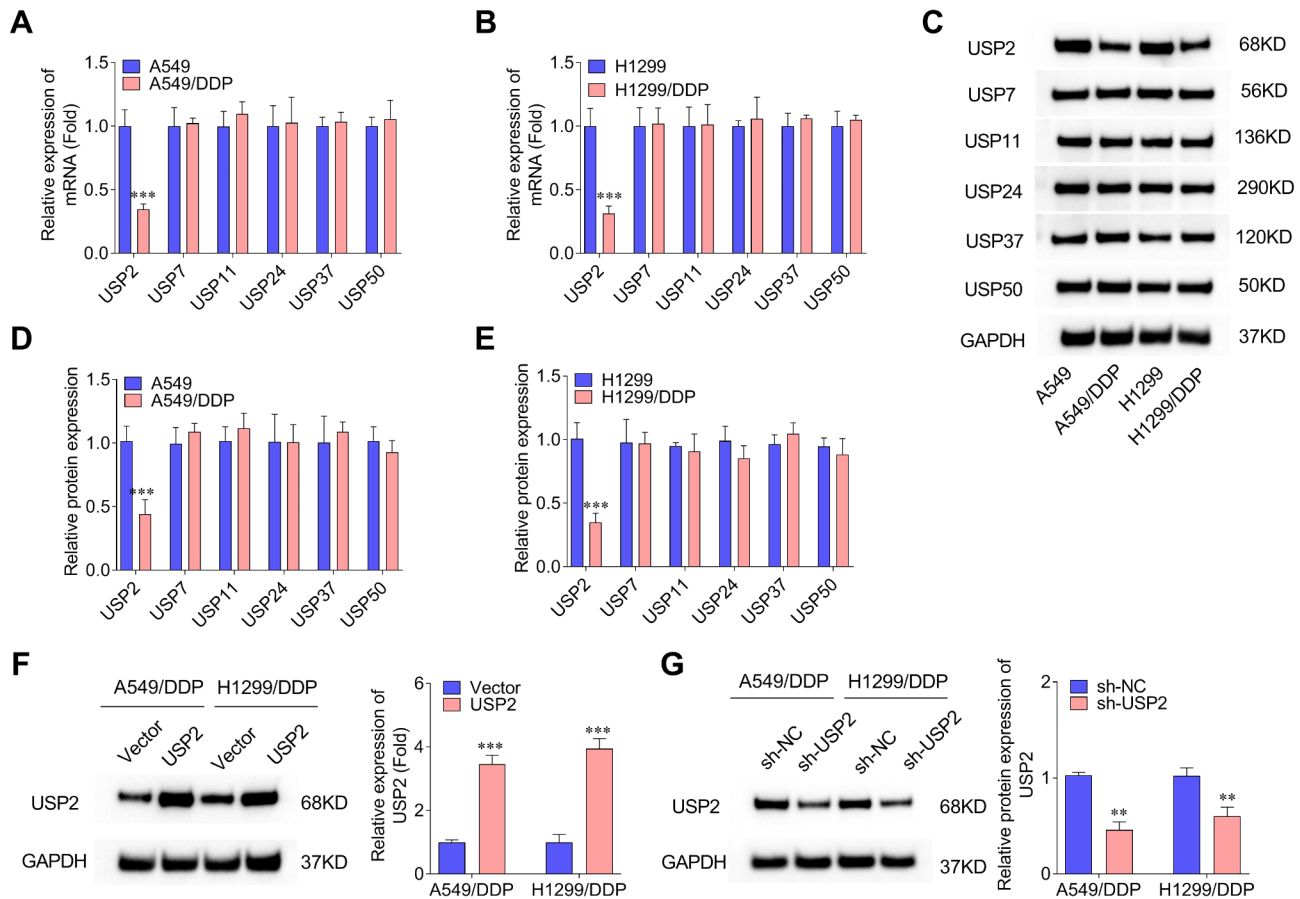 A
Relative expression of
mRNA (Fold)
1.5
1.0
0.5
0.0
A549
A549/DDP
***
USP2
USP7
USP11
USP24
USP37
USP50
B
Relative expression of
mRNA (Fold)
1.5
1.0
0.5
0.0
H1299
H1299/DDP
***
USP2
USP7
USP11
USP24
USP37
USP50
C
USP2 68KD
USP7 56KD
USP11 136KD
USP24 290KD
USP37 120KD
USP50 50KD
GAPDH 37KD
A549
A549/DDP
H1299
H1299/DDP
D
Relative protein expression
1.5
1.0
0.5
0.0
A549
A549/DDP
***
USP2
USP7
USP11
USP24
USP37
USP50
E
Relative protein expression
1.5
1.0
0.5
0.0
H1299
H1299/DDP
***
USP2
USP7
USP11
USP24
USP37
USP50
F
A549/DDP H1299/DDP
Vector
USP2
Vector
USP2
USP2 68KD
GAPDH 37KD
Relative expression of
USP2 (Fold)
6
4
2
0
Vector
USP2
***
***
A549/DDP H1299/DDP
G
A549/DDP H1299/DDP
sh-NC
sh-USP2
sh-NC
sh-USP2
USP2 68KD
GAPDH 37KD
Relative protein expression of
USP2
2
1
0
sh-NC
sh-USP2
**
**
A549/DDP H1299/DDP